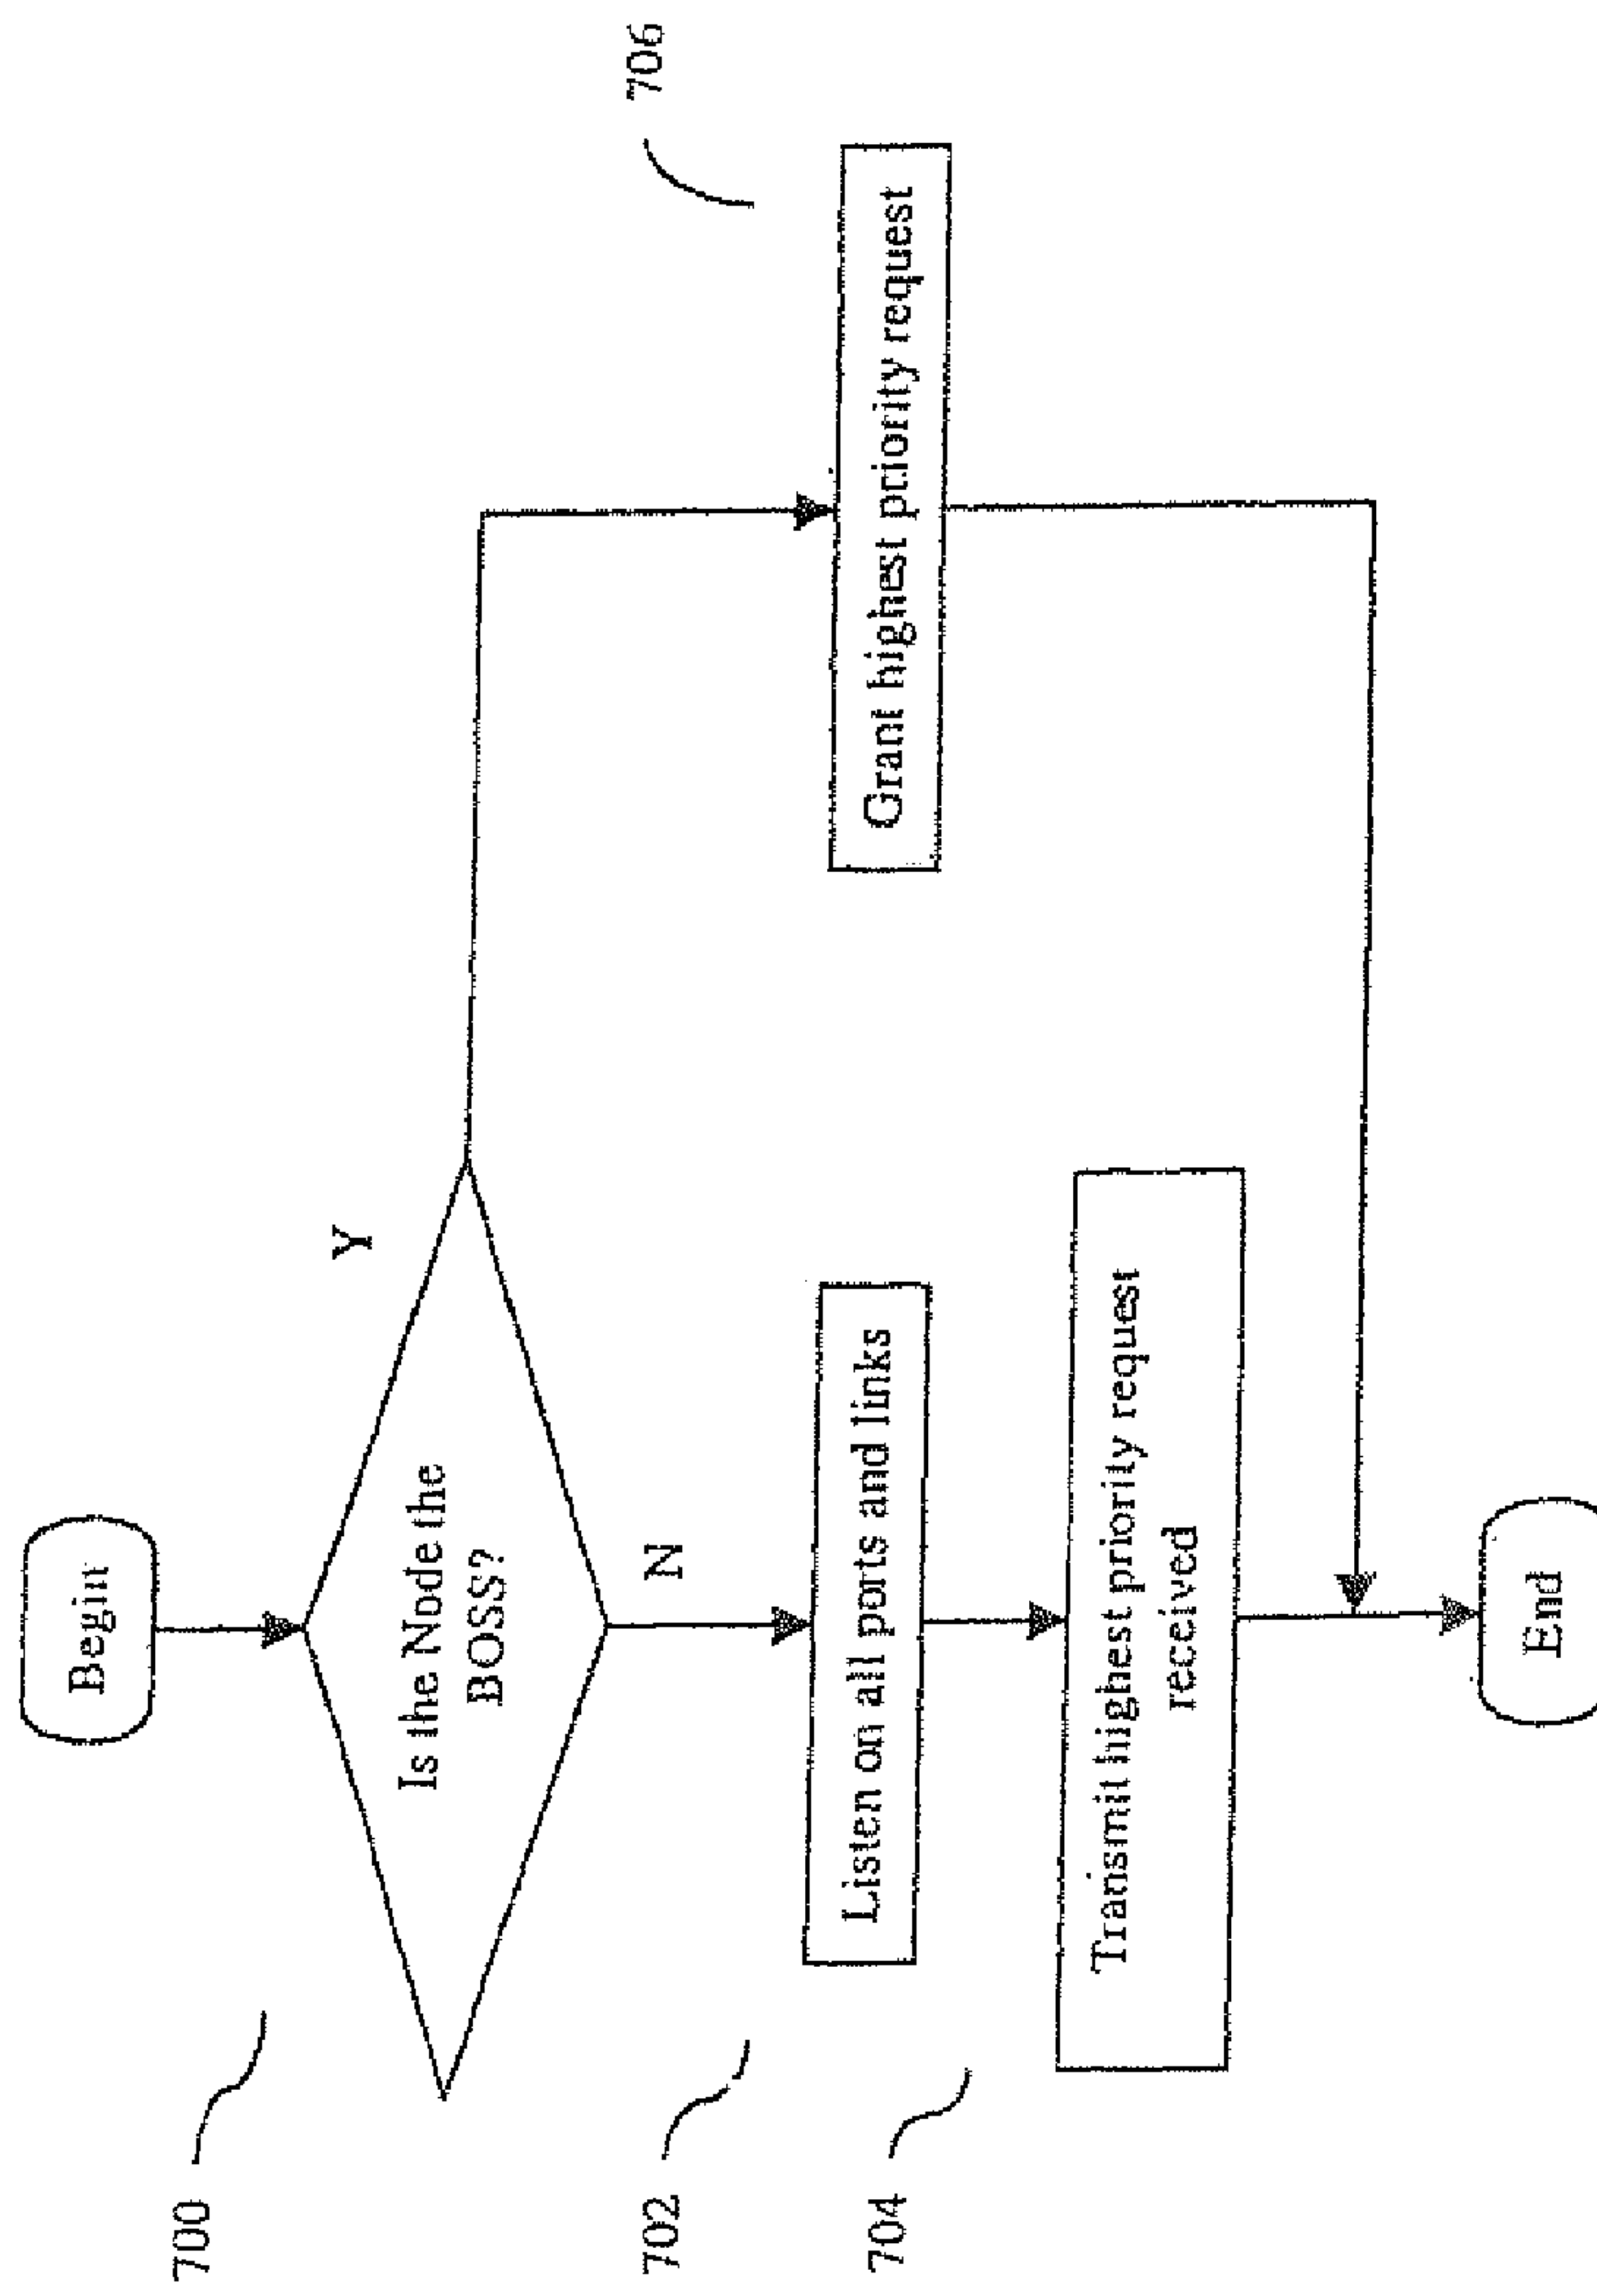 Begin
700
Is the Node the
BOSS?
Y
N
702
Listen on all ports and links
706
Grant highest priority request
704
Transmit highest priority request
received
End